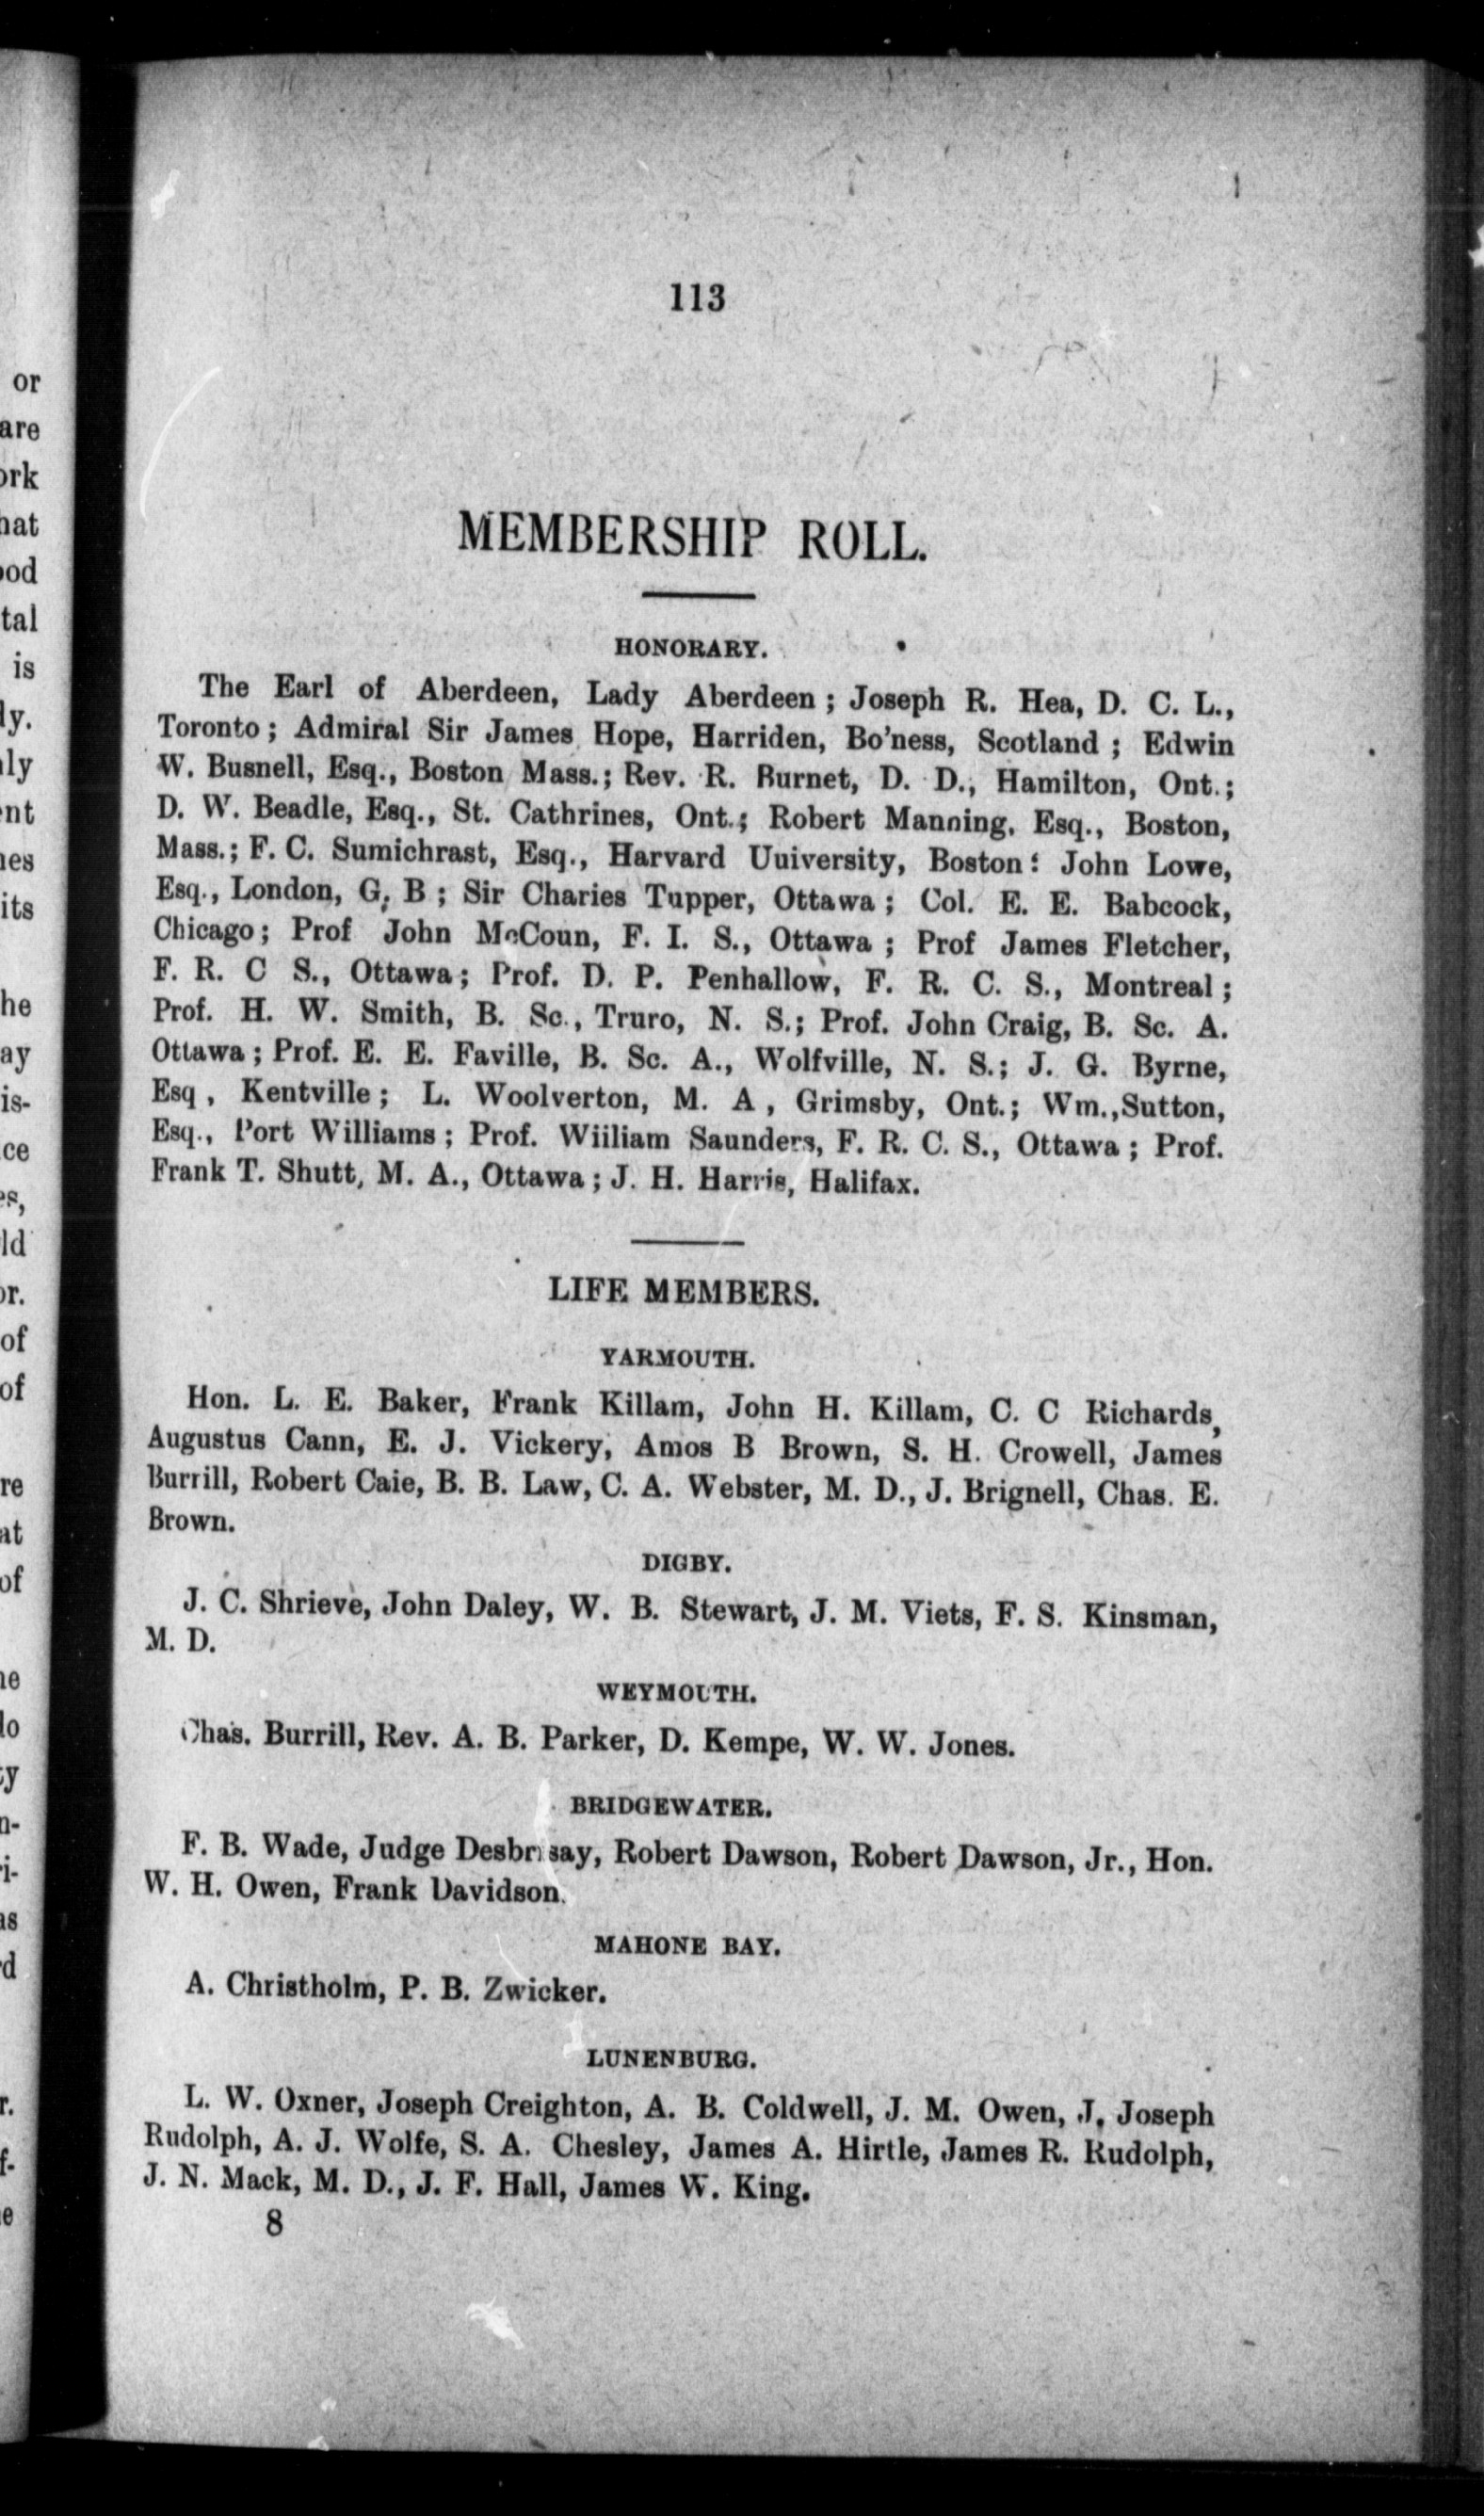 113
MEMBERSHIP ROLL.
HONORARY.
The Earl of Aberdeen, Lady Aberdeen ; Joseph R. Hea, D. C. L.,
Toronto ; Admiral Sir James Hope, Harriden, Bo'ness, Scotland ; Edwin
W. Busnell, Esq., Boston Mass.; Rev. R. Burnet, D. D., Hamilton, Ont.;
D. W. Beadle, Esq., St. Cathrines, Ont.; Robert Manning, Esq., Boston,
Mass.; F. C. Sumichrast, Esq., Harvard Uuiversity, Boston: John Lowe,
Esq., London, G, B ; Sir Charies Tupper, Ottawa ; Col. E. E. Babcock,
Chicago ; Prof John McCoun, F. I. S., Ottawa ; Prof James Fletcher,
F. R. C S., Ottawa; Prof. D. P. Penhallow, F. R. C. S., Montreal ;
Prof. H. W. Smith, B. Sc., Truro, N. S.; Prof. John Craig, B. Sc. A.
Ottawa ; Prof. E. E. Faville, B. Sc. A., Wolfville, N. S.; J. G. Byrne,
Esq , Kentville ; L. Woolverton, M. A , Grimsby, Ont.; Wm.,Sutton,
Esq., Port Williams ; Prof. Wiiliam Saunders, F. R. C. S., Ottawa ; Prof.
Frank T. Shutt, M. A., Ottawa ; J. H. Harris, Halifax.
LIFE MEMBERS.
YARMOUTH.
Hon. L. E. Baker, Frank Killam, John H. Killam, C. C Richards,
Augustus Cann, E. J. Vickery, Amos B Brown, S. H. Crowell, James
Burrill, Robert Caie, B. B. Law, C. A. Webster, M. D., J. Brignell, Chas. E.
Brown.
DIGBY.
J. C. Shrieve, John Daley, W. B. Stewart, J. M. Viets, F. S. Kinsman,
M. D.
WEYMOUTH.
Chas. Burrill, Rev. A. B. Parker, D. Kempe, W. W. Jones.
BRIDGEWATER.
F. B. Wade, Judge Desbrisay, Robert Dawson, Robert Dawson, Jr., Hon.
W. H. Owen, Frank Davidson.
MAHONE BAY.
A. Christholm, P. B. Zwicker.
LUNENBURG.
L. W. Oxner, Joseph Creighton, A. B. Coldwell, J. M. Owen, J, Joseph
Rudolph, A. J. Wolfe, S. A. Chesley, James A. Hirtle, James R. Rudolph,
J. N. Mack, M. D., J. F. Hall, James W. King.
8